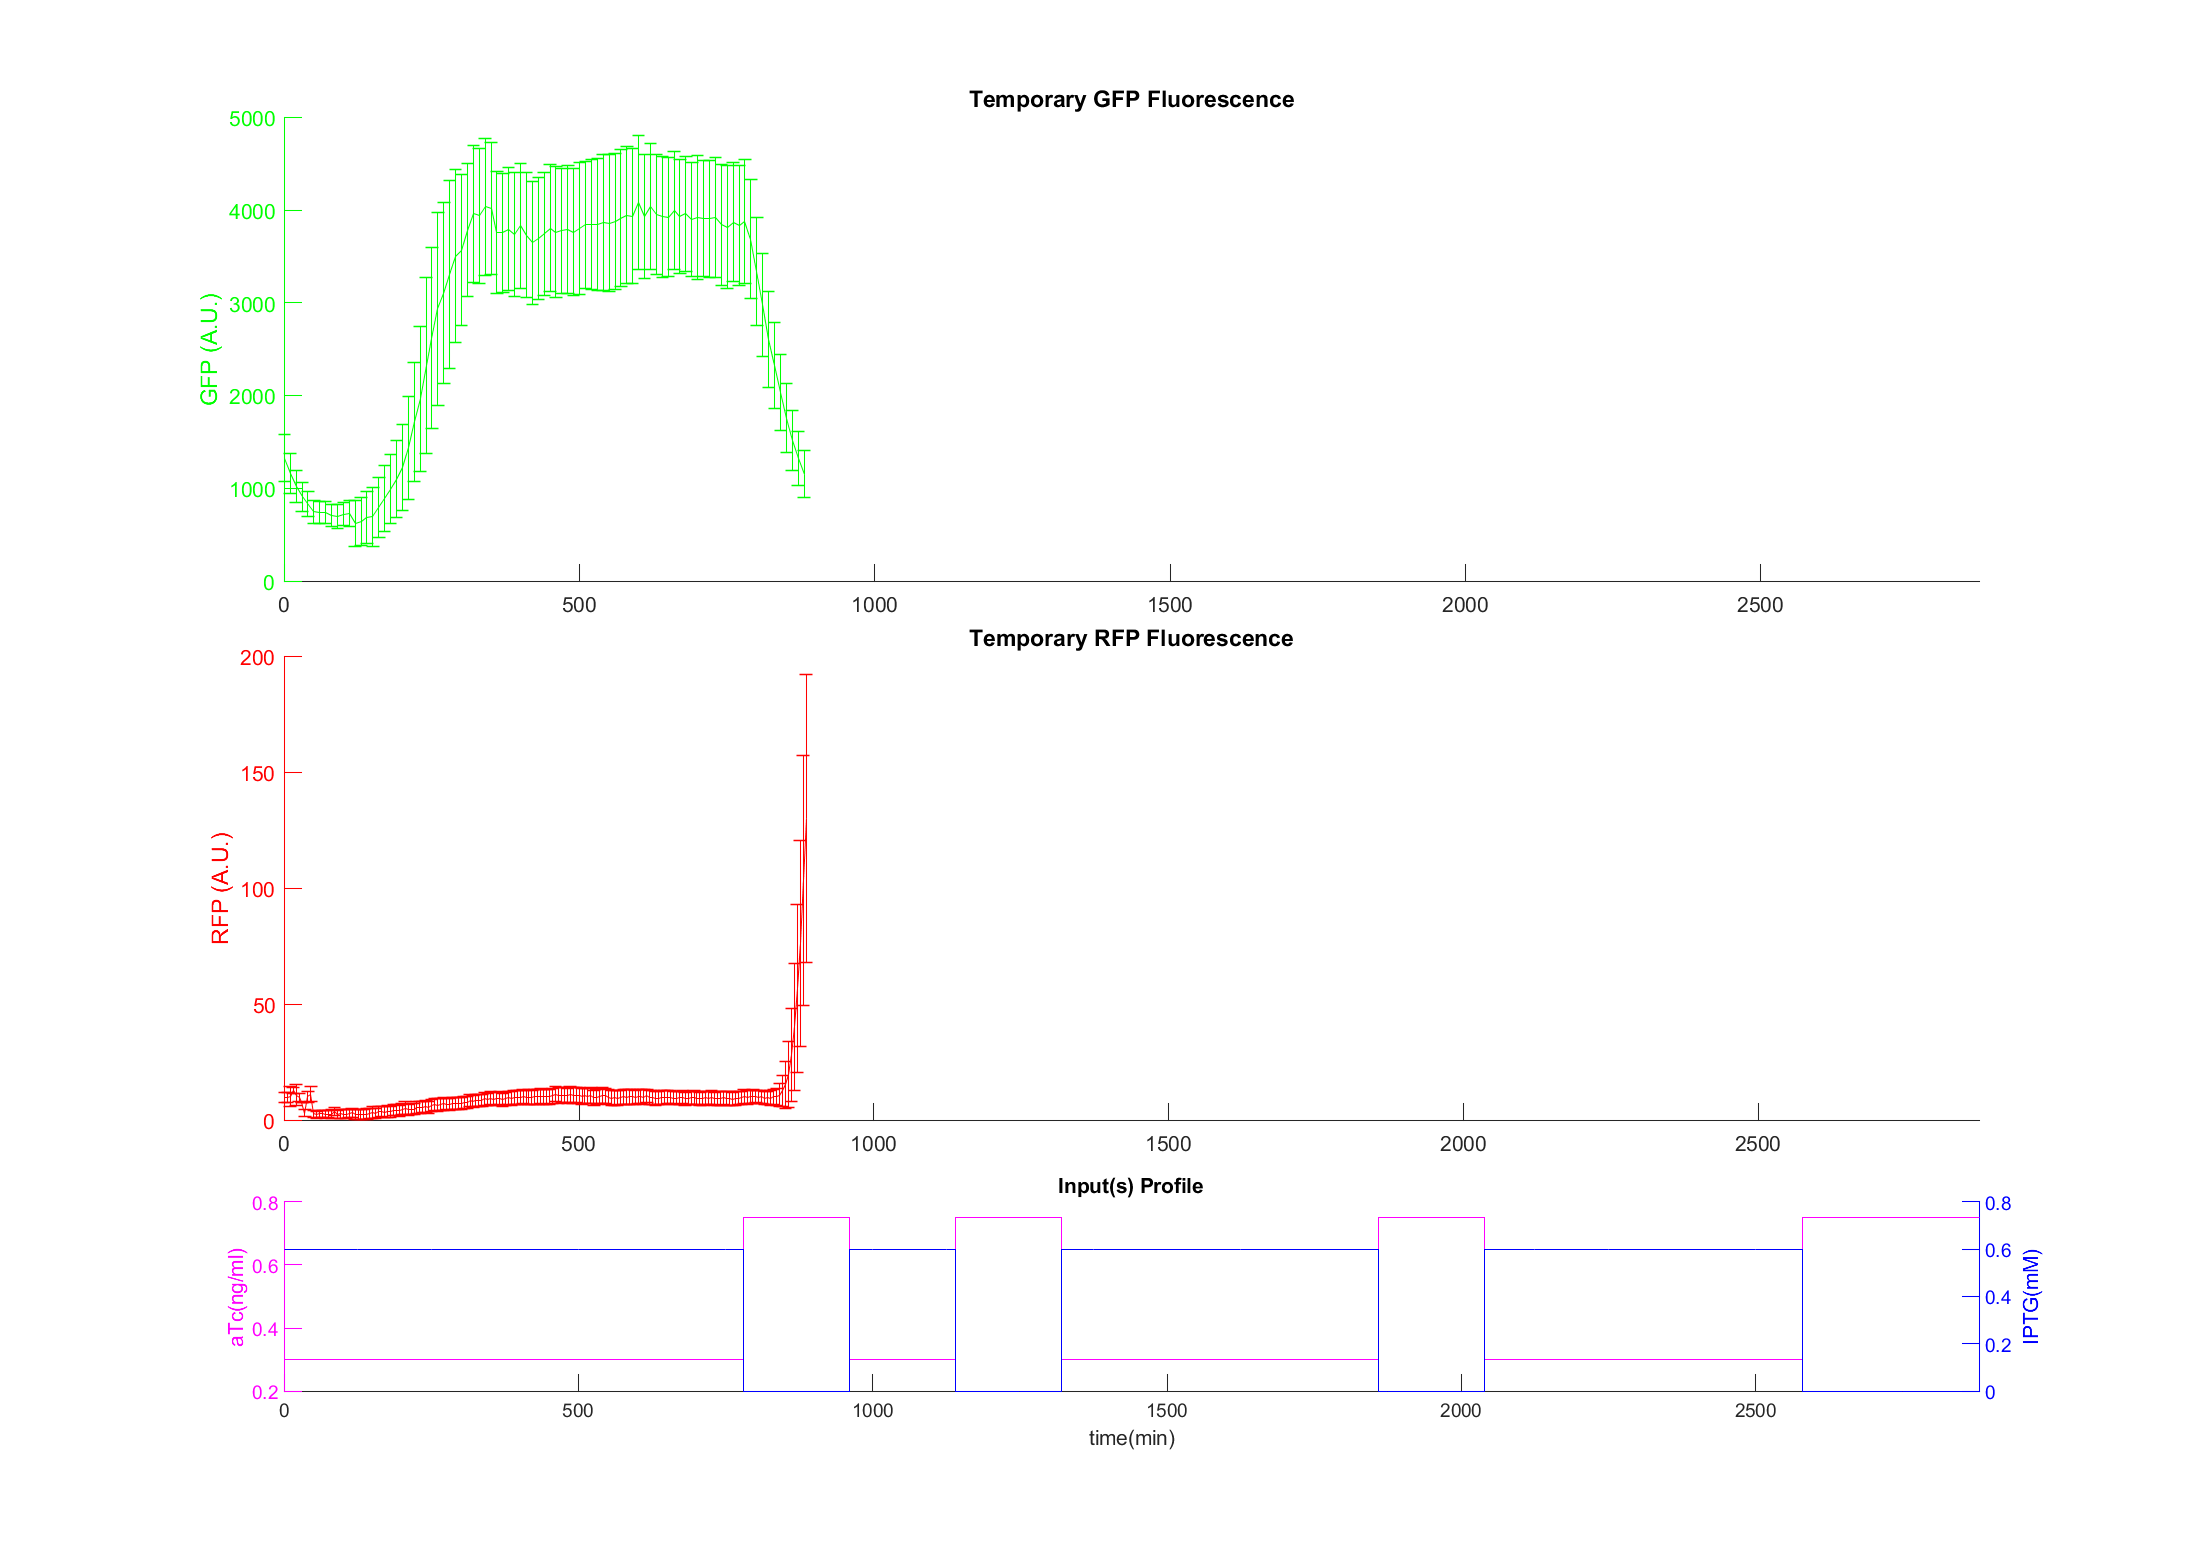 Temporary GFP Fluorescence
5000
4000
3000
2000
1000
0
GFP (A.U.)
0 500 1000 1500 2000 2500
Temporary RFP Fluorescence
200
150
100
50
0
RFP (A.U.)
0 500 1000 1500 2000 2500
Input(s) Profile
0.8
0.6
0.4
0.2
aTc(ng/ml)
0.8
0.6
0.4
0.2
0
IPTG(mM)
0 500 1000 1500 2000 2500
time(min)